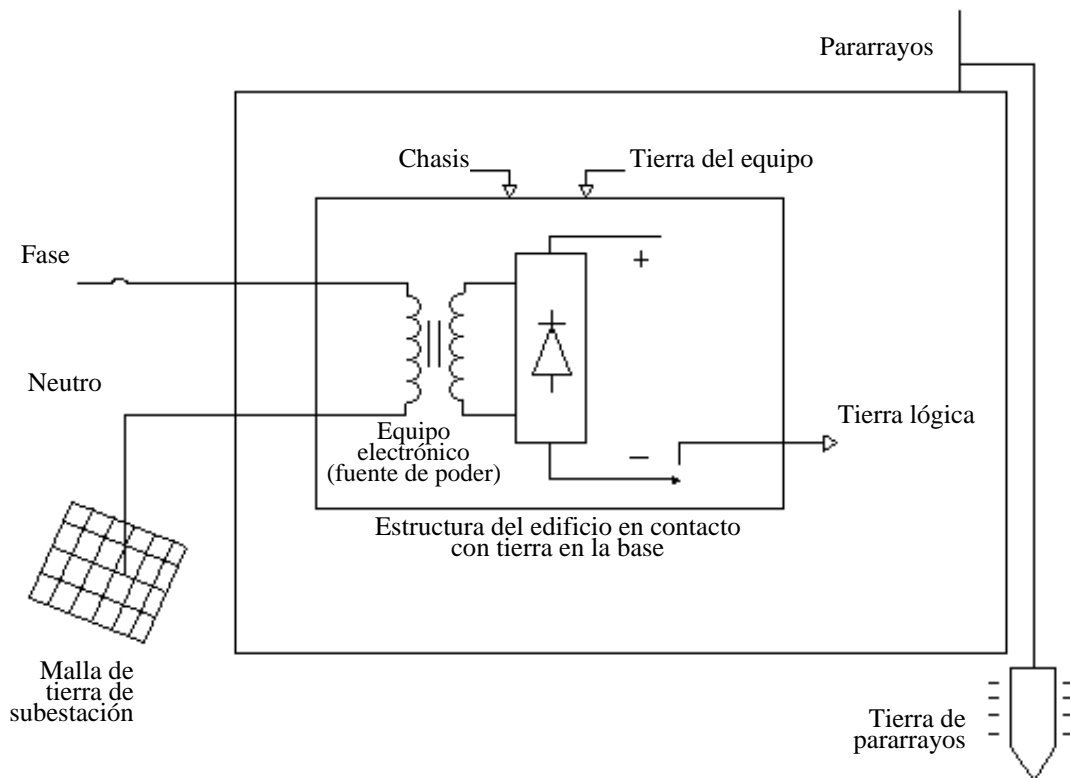 Pararrayos
Chasis
Tierra del equipo
Fase
+
Neutro
Tierra lógica
Equipo
electrónico
(fuente de poder)
−
Estructura del edificio en contacto
con tierra en la base
Malla de
tierra de
subestación
Tierra de
pararrayos